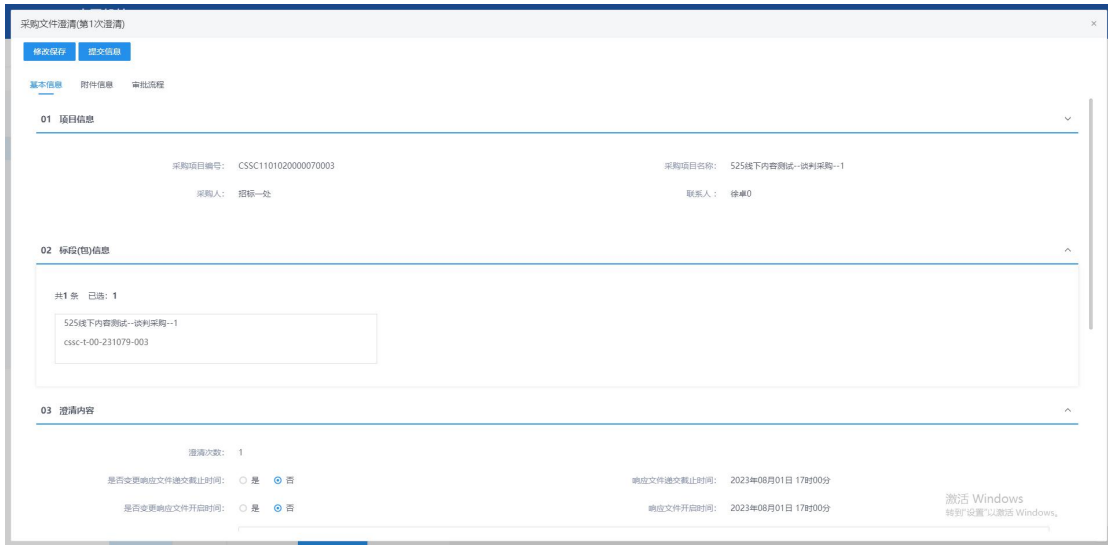 采购文件澄清(第1次澄清)
×
修改保存 提交信息
基本信息 附件信息 审批流程
01 项目信息
采购项目编号： CSSC1101020000070003 采购项目名称： 525线下内容测试--谈判采购--1
采购人： 招标一处 联系人： 徐卓0
02 标段(包)信息
共1 条 已选：1
525线下内容测试--谈判采购--1
cssc-t-00-231079-003
03 澄清内容
澄清次数： 1
是否变更响应文件递交截止时间： 是 否 响应文件递交截止时间： 2023年08月01日 17时00分
是否变更响应文件开启时间： 是 否 响应文件开启时间： 2023年08月01日 17时00分
激活 Windows
转到"设置"以激活 Windows。